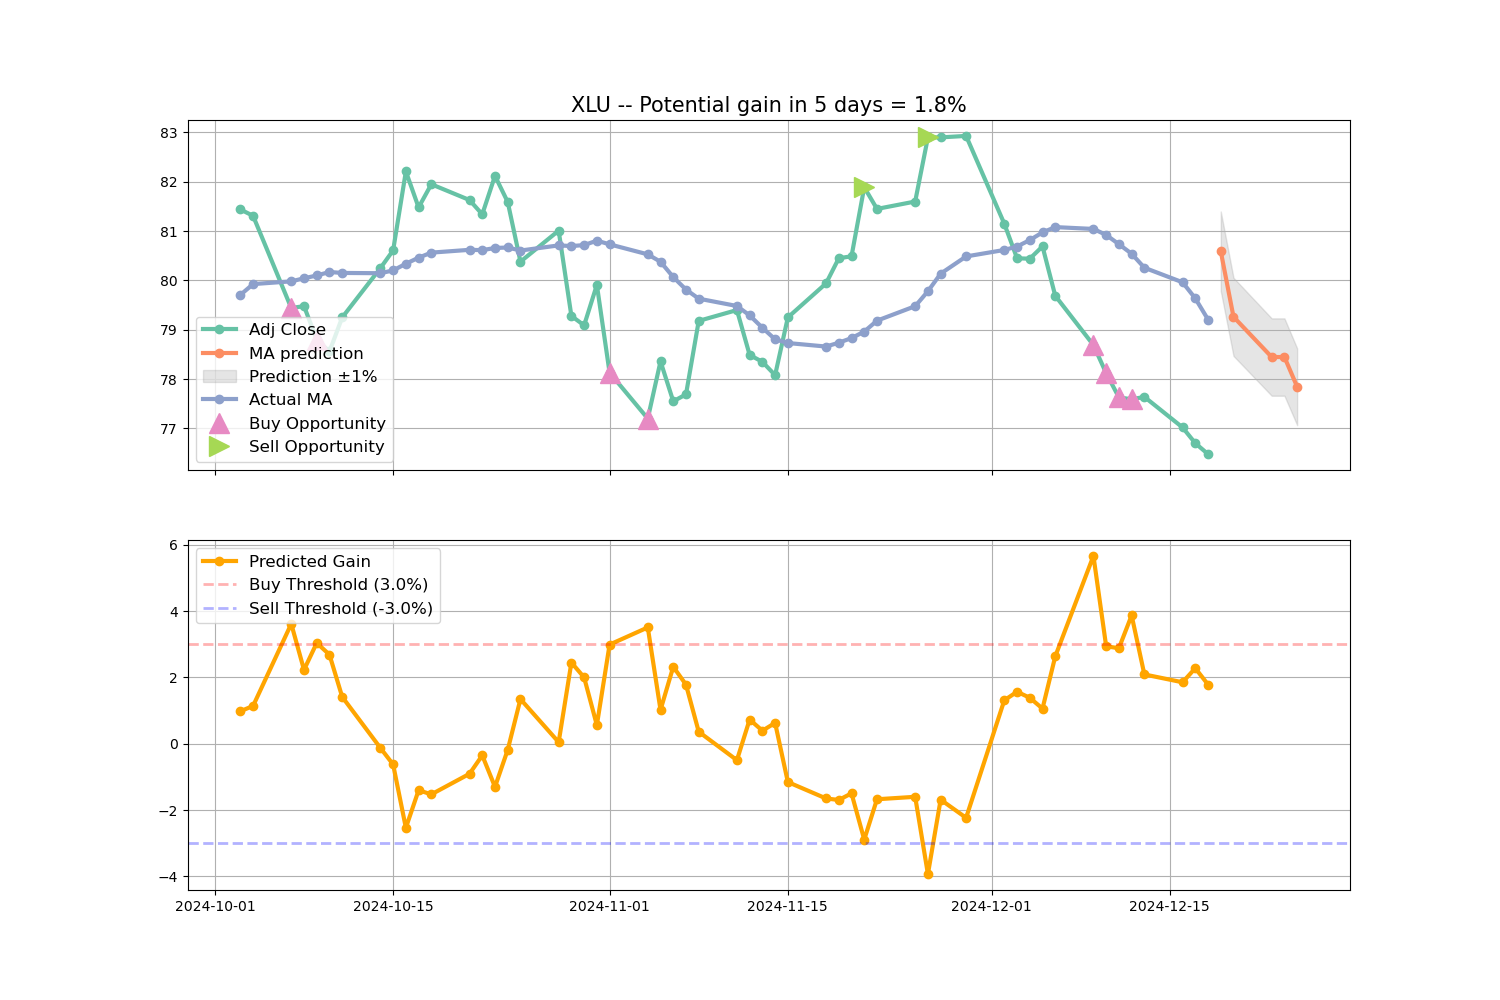 XLU -- Potential gain in 5 days = 1.8%
83
82
81
80
79
78
77
Adj Close
MA prediction
Prediction ±1%
Actual MA
Buy Opportunity
Sell Opportunity
6
4
2
0
−2
−4
Predicted Gain
Buy Threshold (3.0%)
Sell Threshold (-3.0%)
2024-10-01
2024-10-15
2024-11-01
2024-11-15
2024-12-01
2024-12-15